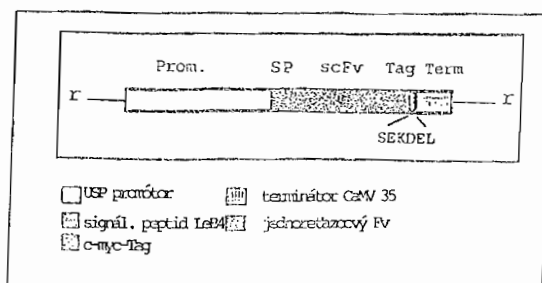 Prom. SP scFv Tag Term
r r
SEKDEL
USP promótor terminátor CaMV 35
signál. peptid LeB4 jednoreťazcový Fv
c-myc-Tag